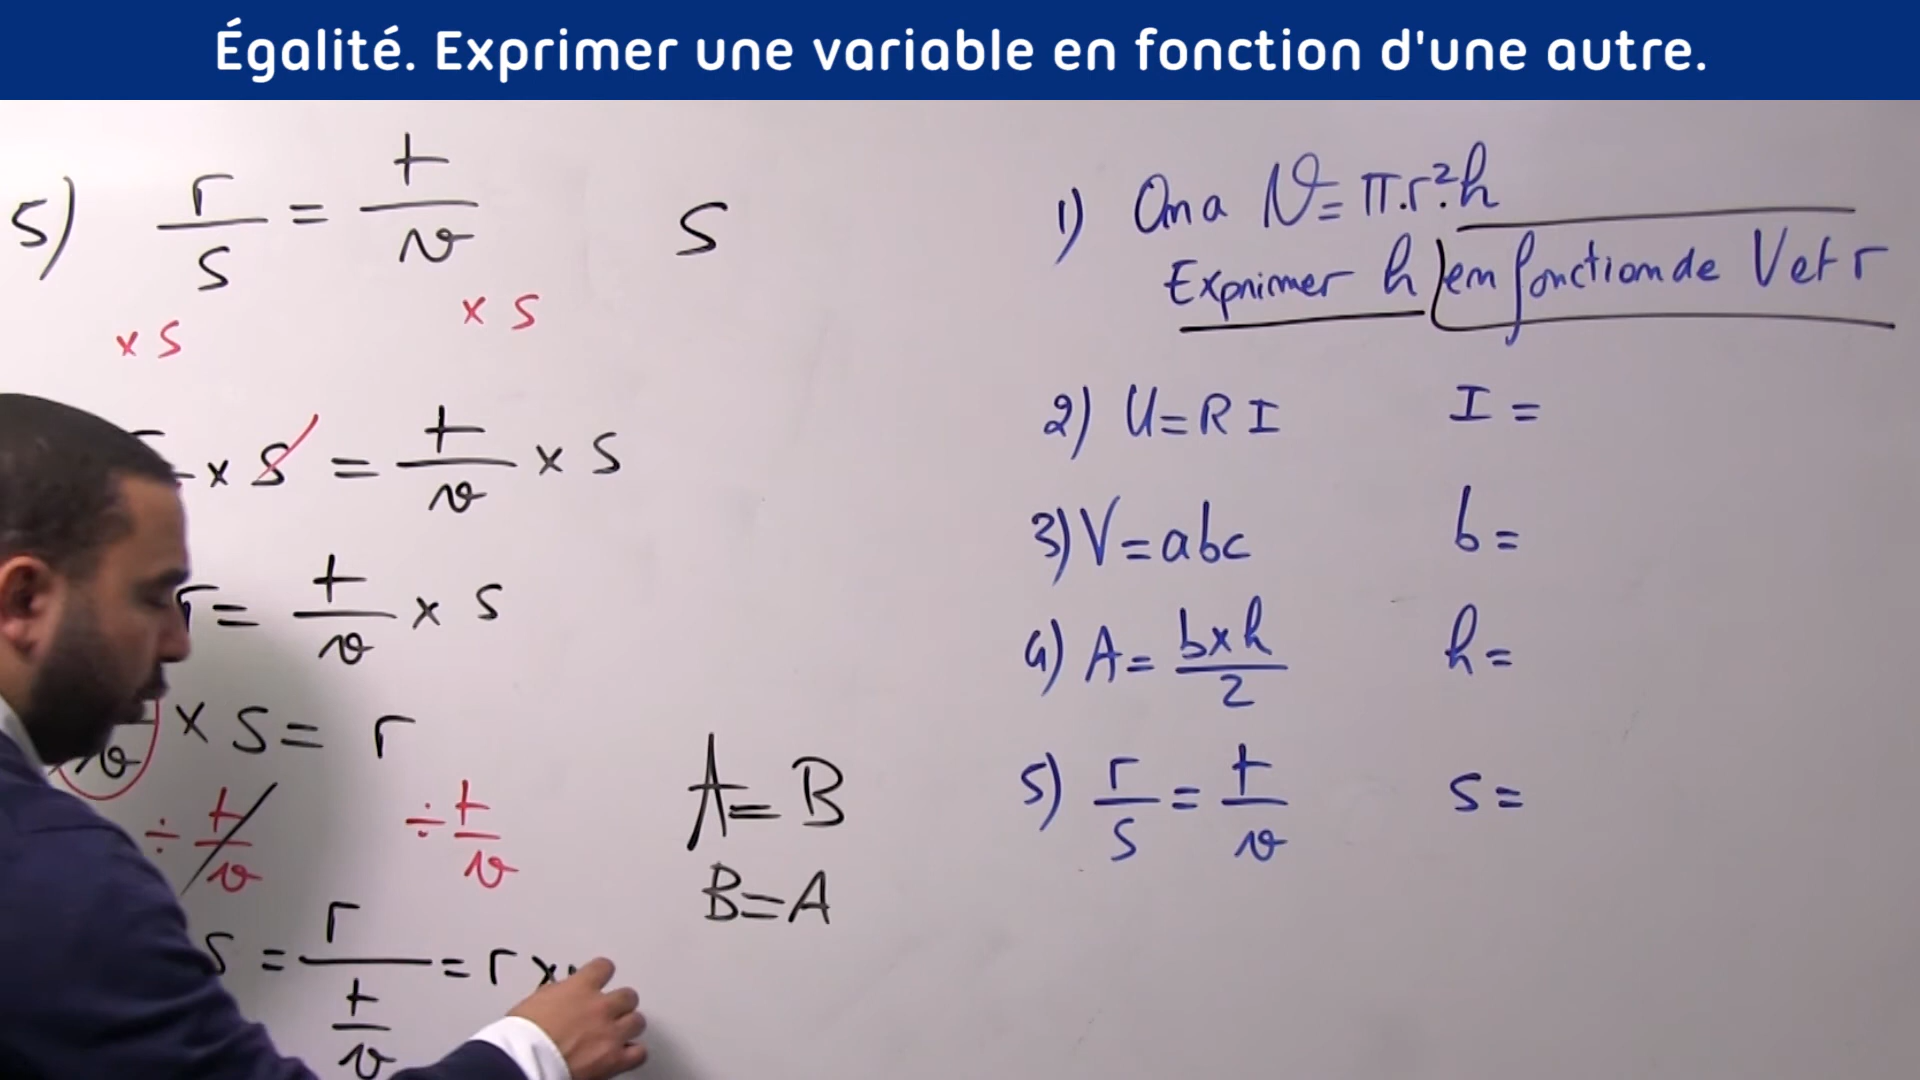 Égalité. Exprimer une variable en fonction d'une autre.
5) r/s = t/v S
× s × s
× s = t/v × s
r = t/v × s
v × s = r
÷ t/v ÷ t/v
s = r/(t/v) = r ×
A = B
B = A
1) On a V = π.r².h
Exprimer h en fonction de V et r
2) U = R I I =
3) V = abc b =
4) A = b×h/2 h =
5) r/s = t/v s =